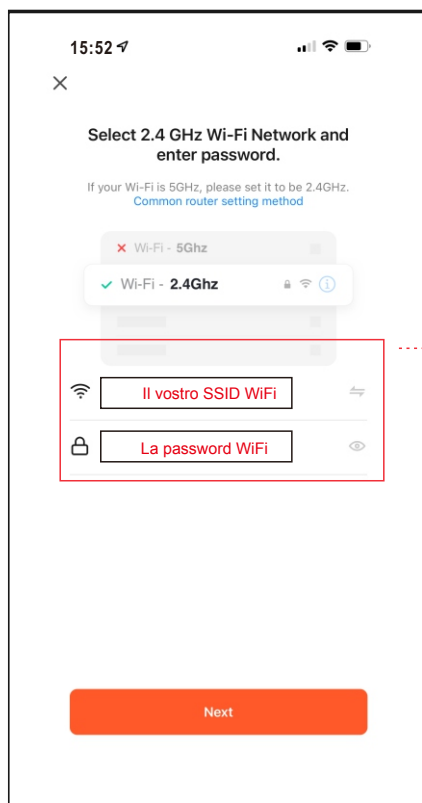 15:52
Select 2.4 GHz Wi-Fi Network and
enter password.
If your Wi-Fi is 5GHz, please set it to be 2.4GHz.
Common router setting method
Wi-Fi - 5Ghz
Wi-Fi - 2.4Ghz
Il vostro SSID WiFi
La password WiFi
Next